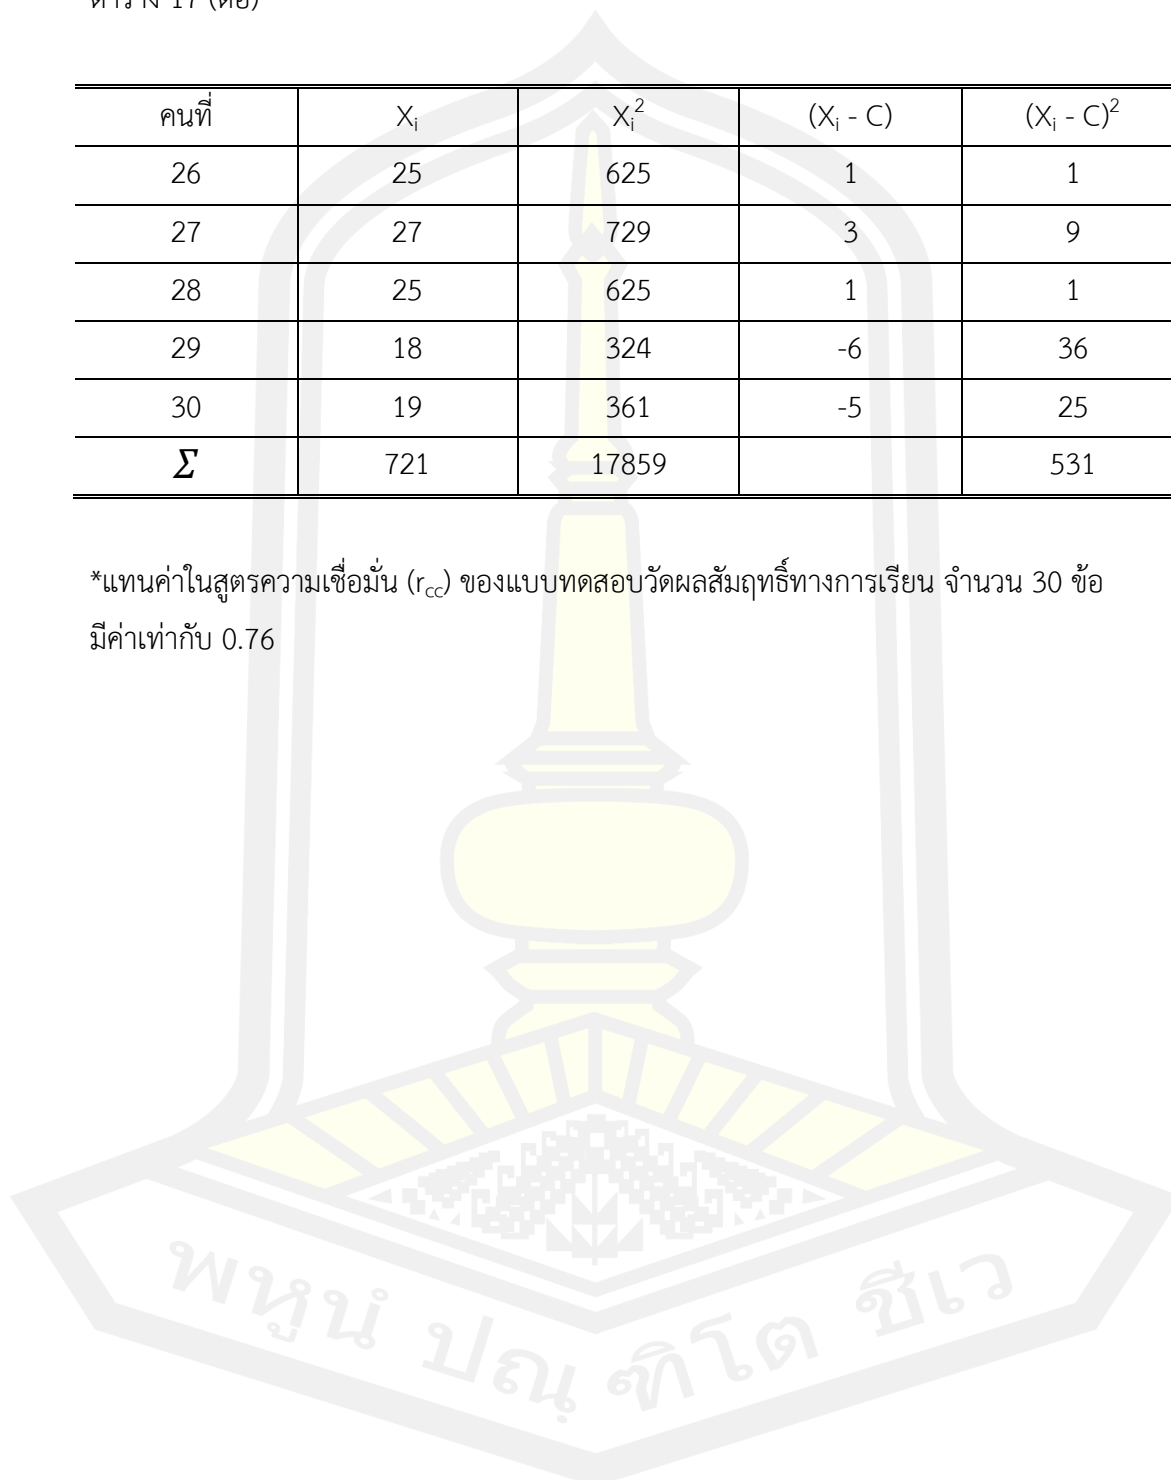 ตาราง 17 (ต่อ)
คนที่ Xᵢ Xᵢ² (Xᵢ - C) (Xᵢ - C)²
26 25 625 1 1
27 27 729 3 9
28 25 625 1 1
29 18 324 -6 36
30 19 361 -5 25
Σ 721 17859 531
*แทนค่าในสูตรความเชื่อมั่น (r꜀꜀) ของแบบทดสอบวัดผลสัมฤทธิ์ทางการเรียน จำนวน 30 ข้อ
มีค่าเท่ากับ 0.76
พหูนํ ปณฺฑิโต ชีเว